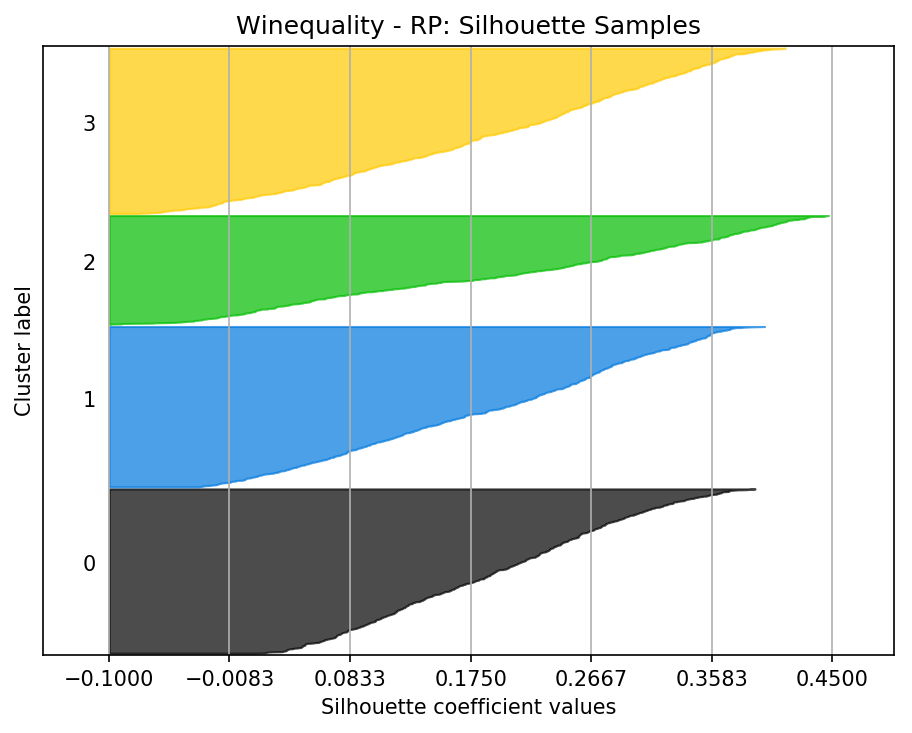 Winequality - RP: Silhouette Samples
3
2
1
0
Cluster label
−0.1000 −0.0083 0.0833 0.1750 0.2667 0.3583 0.4500
Silhouette coefficient values